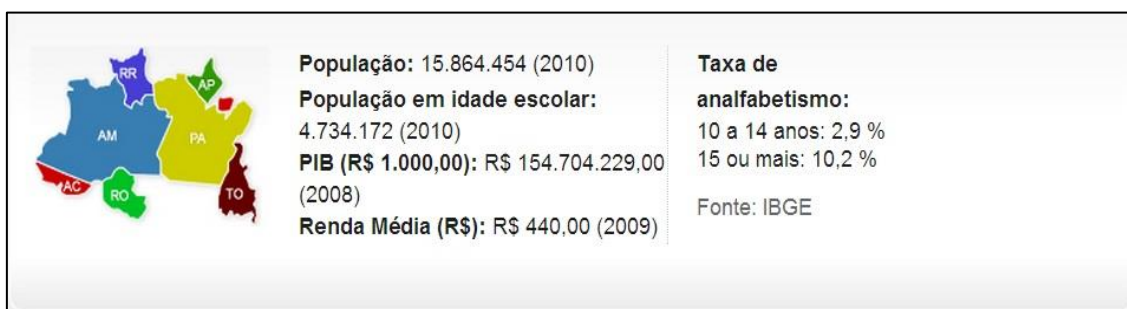 RR
AP
AM
PA
AC
RO
TO
População: 15.864.454 (2010)
População em idade escolar:
4.734.172 (2010)
PIB (R$ 1.000,00): R$ 154.704.229,00
(2008)
Renda Média (R$): R$ 440,00 (2009)
Taxa de
analfabetismo:
10 a 14 anos: 2,9 %
15 ou mais: 10,2 %
Fonte: IBGE